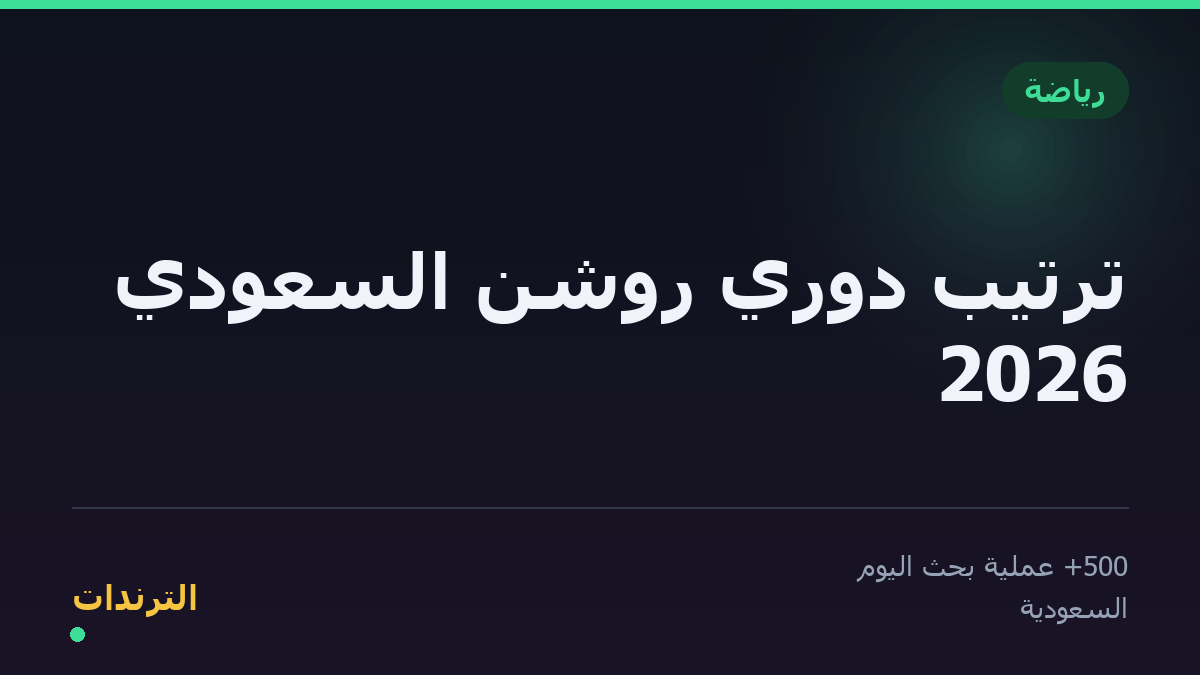 رياضة
ترتيب دوري روشن السعودي
2026
500+ عملية بحث اليوم
السعودية
الترندات